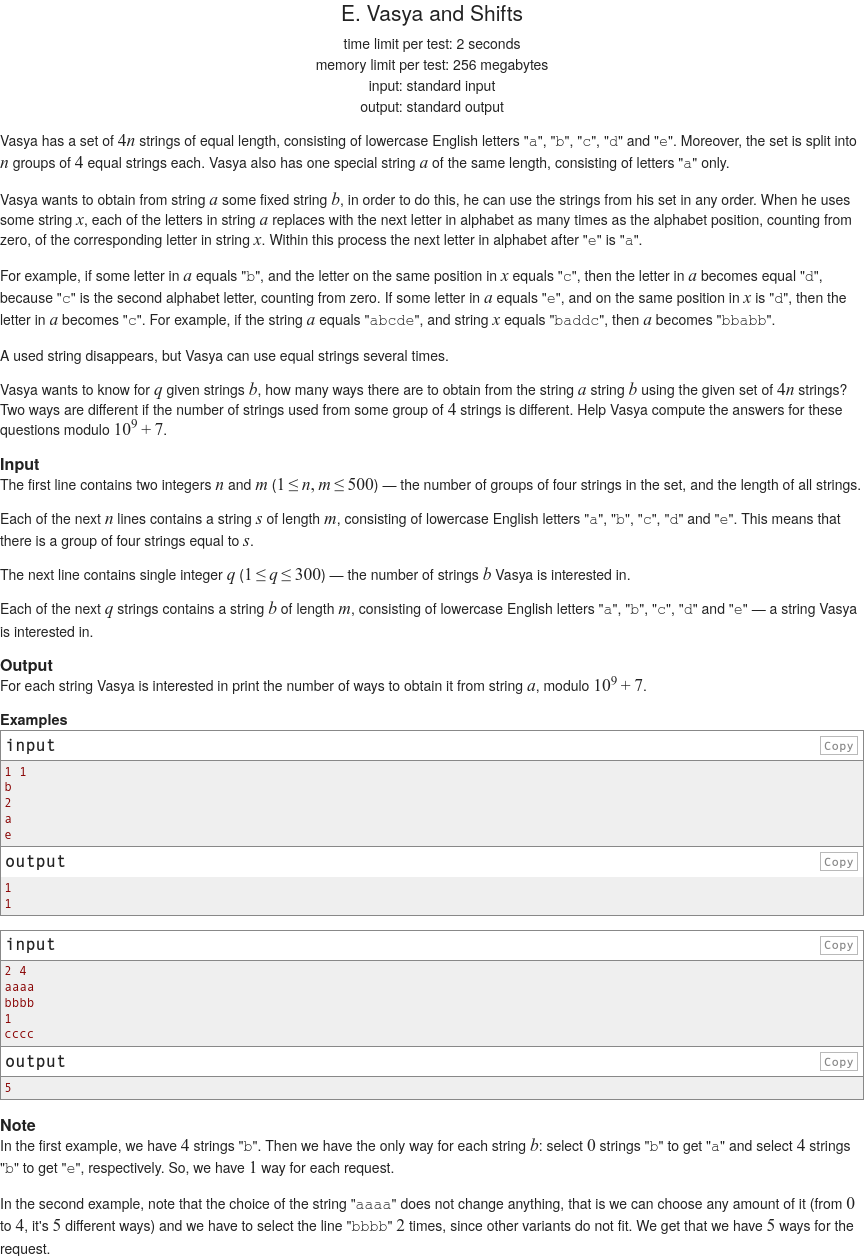 E. Vasya and Shifts
time limit per test: 2 seconds
memory limit per test: 256 megabytes
input: standard input
output: standard output
Vasya has a set of 4n strings of equal length, consisting of lowercase English letters "a", "b", "c", "d" and "e". Moreover, the set is split into
n groups of 4 equal strings each. Vasya also has one special string a of the same length, consisting of letters "a" only.
Vasya wants to obtain from string a some fixed string b, in order to do this, he can use the strings from his set in any order. When he uses
some string x, each of the letters in string a replaces with the next letter in alphabet as many times as the alphabet position, counting from
zero, of the corresponding letter in string x. Within this process the next letter in alphabet after "e" is "a".
For example, if some letter in a equals "b", and the letter on the same position in x equals "c", then the letter in a becomes equal "d",
because "c" is the second alphabet letter, counting from zero. If some letter in a equals "e", and on the same position in x is "d", then the
letter in a becomes "c". For example, if the string a equals "abcde", and string x equals "baddc", then a becomes "bbabb".
A used string disappears, but Vasya can use equal strings several times.
Vasya wants to know for q given strings b, how many ways there are to obtain from the string a string b using the given set of 4n strings?
Two ways are different if the number of strings used from some group of 4 strings is different. Help Vasya compute the answers for these
questions modulo 10^9 + 7.
Input
The first line contains two integers n and m (1 ≤ n, m ≤ 500) — the number of groups of four strings in the set, and the length of all strings.
Each of the next n lines contains a string s of length m, consisting of lowercase English letters "a", "b", "c", "d" and "e". This means that
there is a group of four strings equal to s.
The next line contains single integer q (1 ≤ q ≤ 300) — the number of strings b Vasya is interested in.
Each of the next q strings contains a string b of length m, consisting of lowercase English letters "a", "b", "c", "d" and "e" — a string Vasya
is interested in.
Output
For each string Vasya is interested in print the number of ways to obtain it from string a, modulo 10^9 + 7.
Examples
input Copy
1 1
b
2
a
e
output Copy
1
1
input Copy
2 4
aaaa
bbbb
1
cccc
output Copy
5
Note
In the first example, we have 4 strings "b". Then we have the only way for each string b: select 0 strings "b" to get "a" and select 4 strings
"b" to get "e", respectively. So, we have 1 way for each request.
In the second example, note that the choice of the string "aaaa" does not change anything, that is we can choose any amount of it (from 0
to 4, it's 5 different ways) and we have to select the line "bbbb" 2 times, since other variants do not fit. We get that we have 5 ways for the
request.